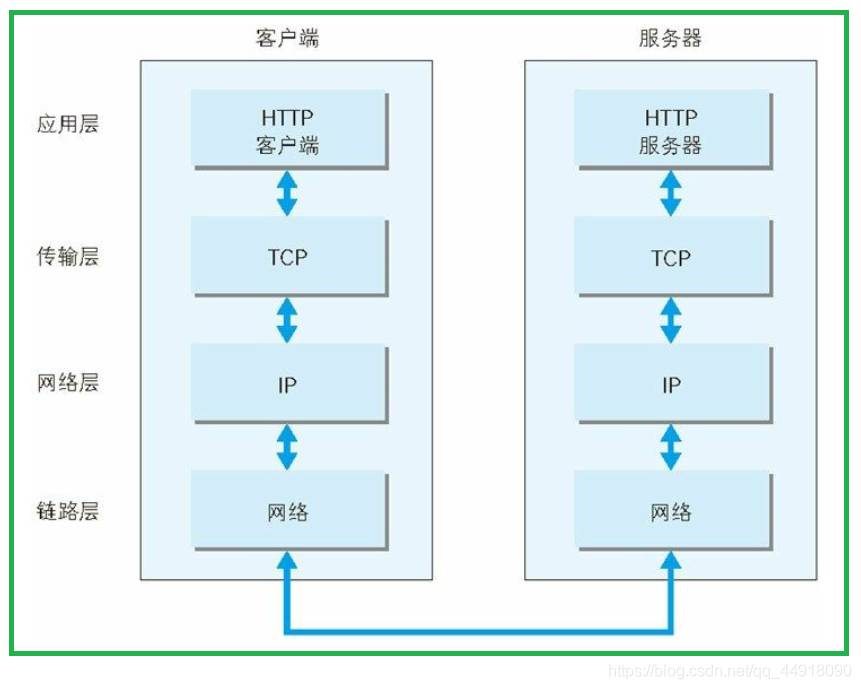 客户端
服务器
应用层
HTTP
客户端
HTTP
服务器
传输层
TCP
TCP
网络层
IP
IP
链路层
网络
网络
https://blog.csdn.net/qq_44918090